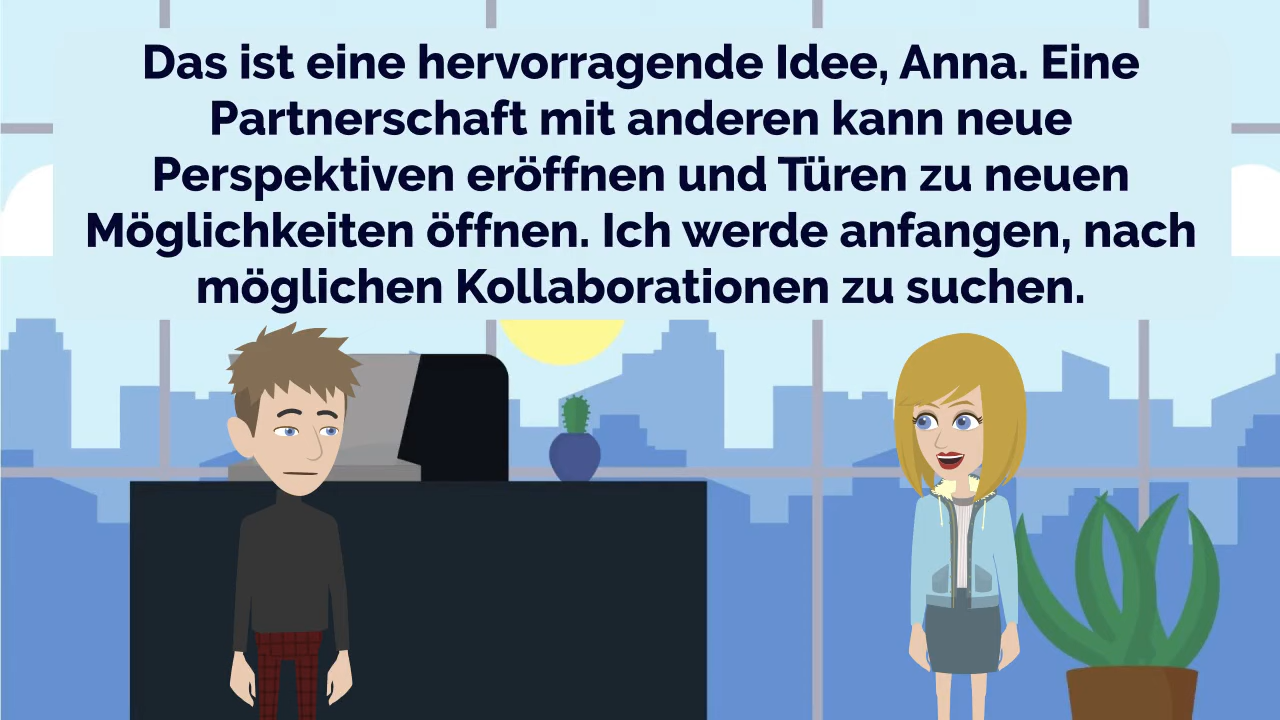 Das ist eine hervorragende Idee, Anna. Eine
Partnerschaft mit anderen kann neue
Perspektiven eröffnen und Türen zu neuen
Möglichkeiten öffnen. Ich werde anfangen, nach
möglichen Kollaborationen zu suchen.